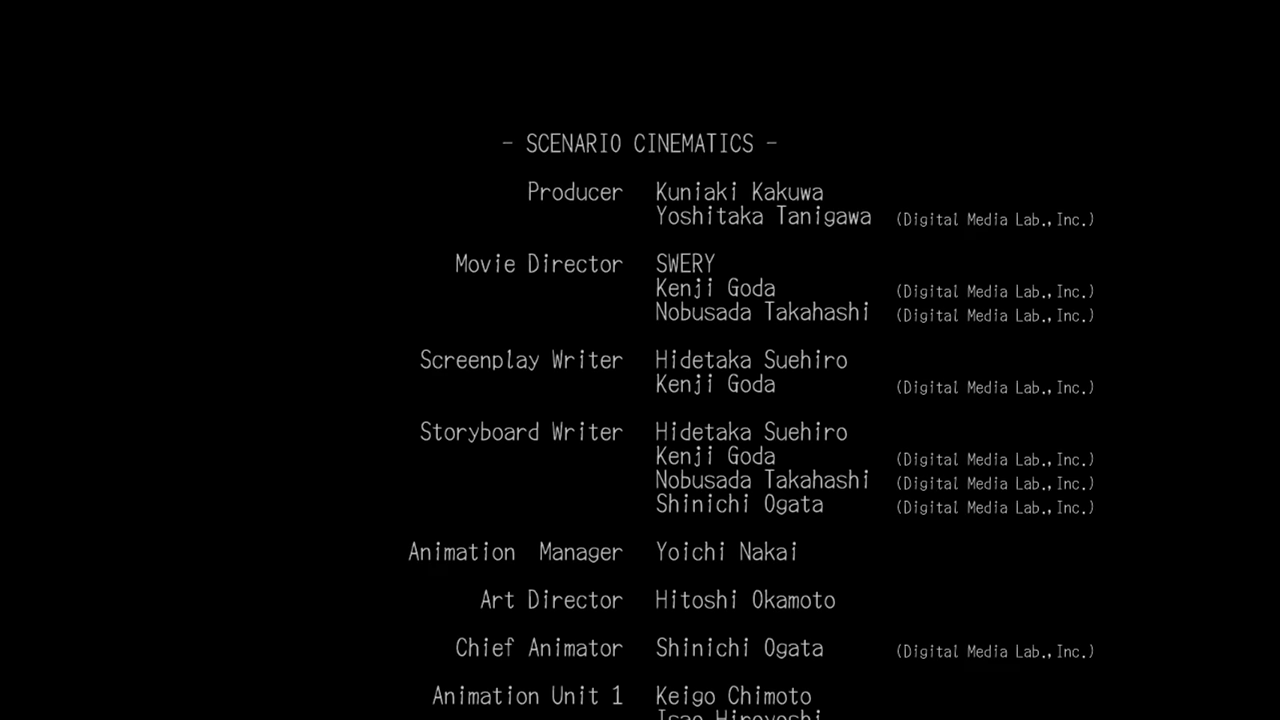 - SCENARIO CINEMATICS -
Producer Kuniaki Kakuwa
Yoshitaka Tanigawa (Digital Media Lab.,Inc.)
Movie Director SWERY
Kenji Goda (Digital Media Lab.,Inc.)
Nobusada Takahashi (Digital Media Lab.,Inc.)
Screenplay Writer Hidetaka Suehiro
Kenji Goda (Digital Media Lab.,Inc.)
Storyboard Writer Hidetaka Suehiro
Kenji Goda (Digital Media Lab.,Inc.)
Nobusada Takahashi (Digital Media Lab.,Inc.)
Shinichi Ogata (Digital Media Lab.,Inc.)
Animation Manager Yoichi Nakai
Art Director Hitoshi Okamoto
Chief Animator Shinichi Ogata (Digital Media Lab.,Inc.)
Animation Unit 1 Keigo Chimoto
Isao Hiroyoshi